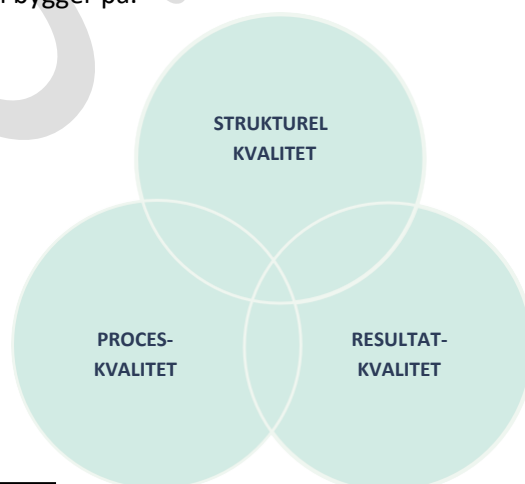 bygger på.
STRUKTUREL
KVALITET
PROCES-
KVALITET
RESULTAT-
KVALITET